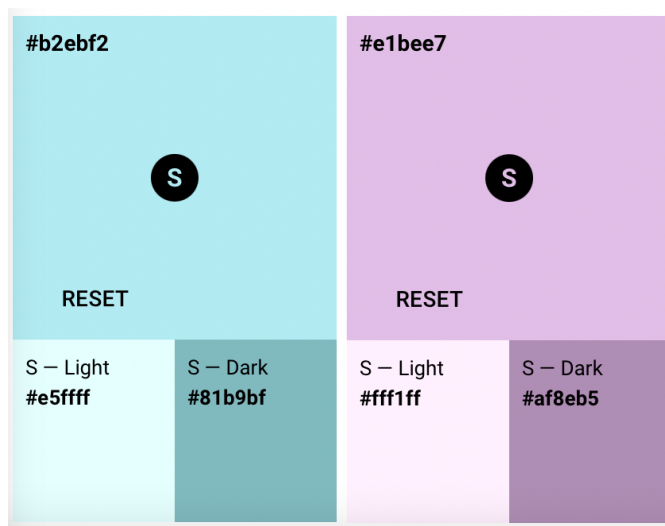 #b2ebf2
S
RESET
S — Light
#e5ffff
S — Dark
#81b9bf
#e1bee7
S
RESET
S — Light
#fff1ff
S — Dark
#af8eb5